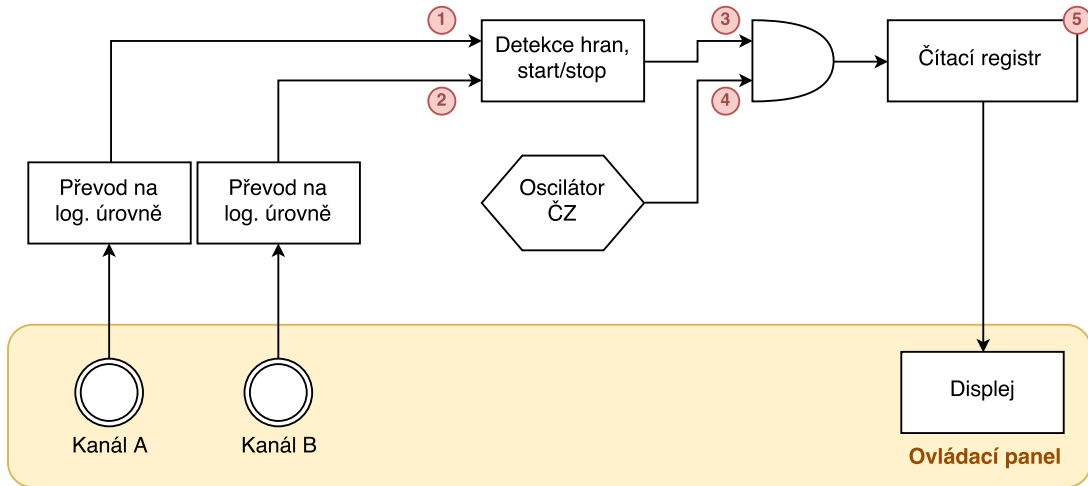 1
2
3
4
5
Detekce hran,
start/stop
Čítací registr
Převod na
log. úrovně
Převod na
log. úrovně
Oscilátor
ČZ
Displej
Kanál A
Kanál B
Ovládací panel